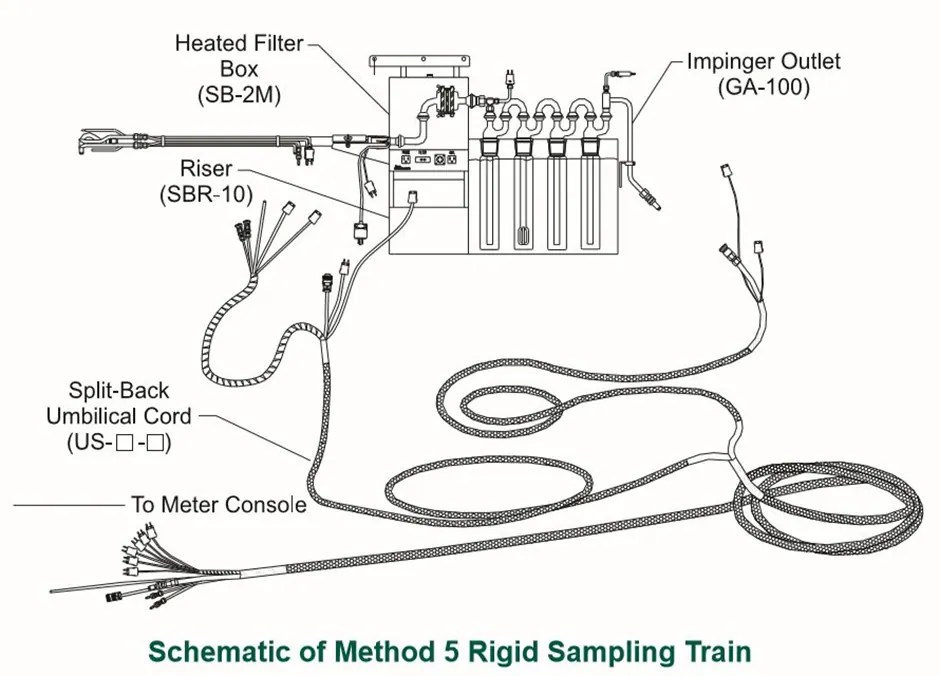 Heated Filter
Box
(SB-2M)
Impinger Outlet
(GA-100)
Riser
(SBR-10)
Split-Back
Umbilical Cord
(US-□-□)
To Meter Console
Schematic of Method 5 Rigid Sampling Train